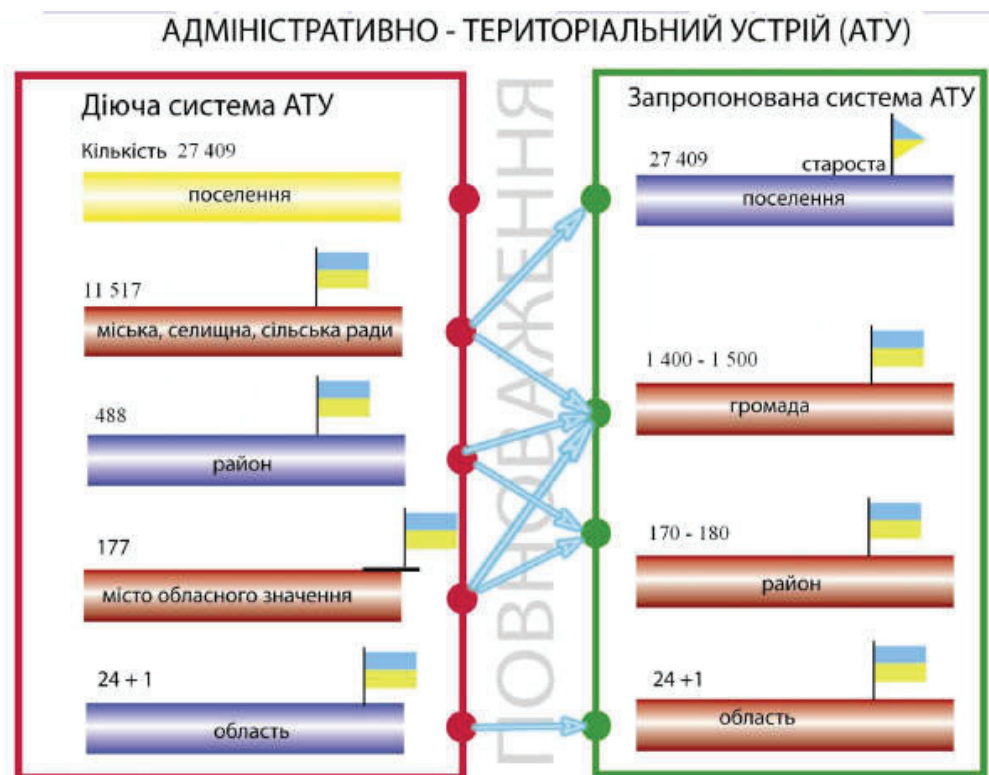 АДМІНІСТРАТИВНО - ТЕРИТОРІАЛЬНИЙ УСТРІЙ (АТУ)
Діюча система АТУ
Кількість 27 409
поселення
11 517
міська, селищна, сільська ради
488
район
177
місто обласного значення
24 + 1
область
ПОВНОВАЖЕННЯ
Запропонована система АТУ
27 409
староста
поселення
1 400 - 1 500
громада
170 - 180
район
24 +1
область